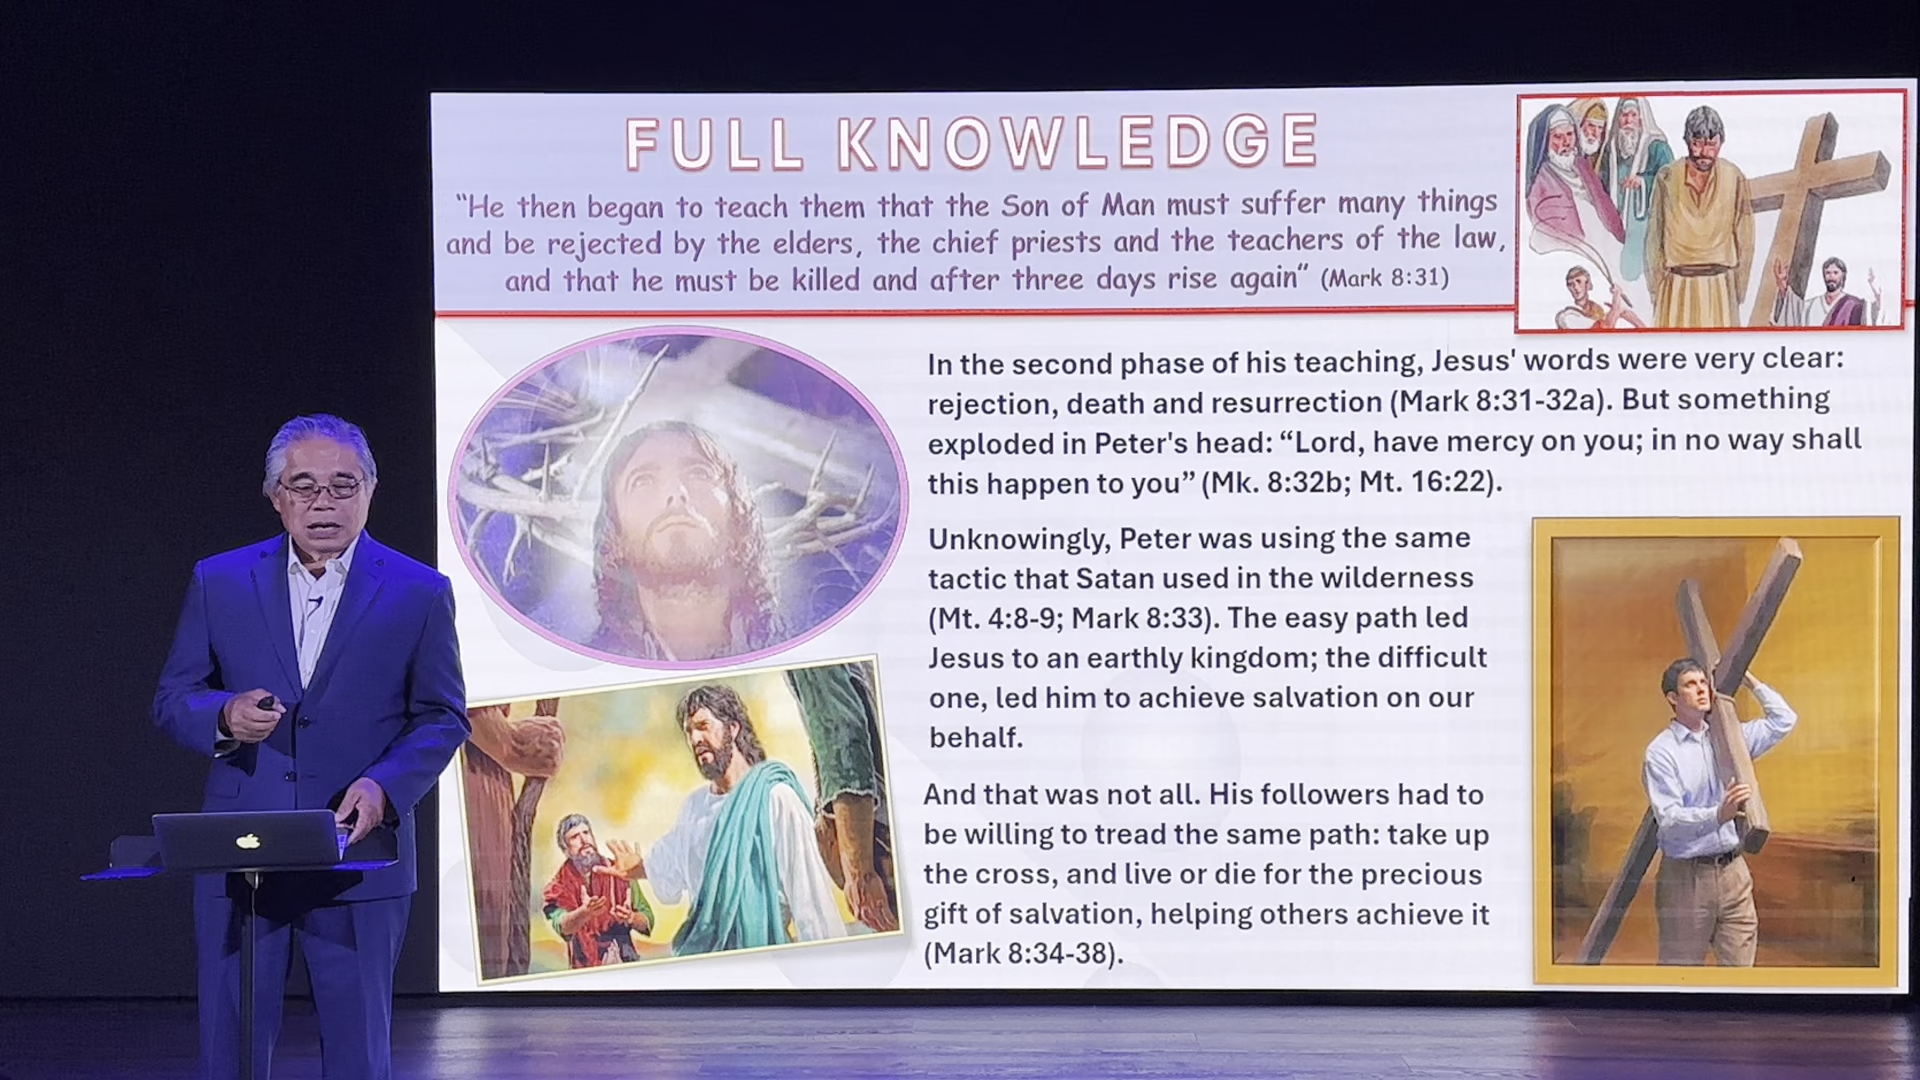 FULL KNOWLEDGE
“He then began to teach them that the Son of Man must suffer many things
and be rejected by the elders, the chief priests and the teachers of the law,
and that he must be killed and after three days rise again” (Mark 8:31)
In the second phase of his teaching, Jesus' words were very clear:
rejection, death and resurrection (Mark 8:31-32a). But something
exploded in Peter's head: “Lord, have mercy on you; in no way shall
this happen to you” (Mk. 8:32b; Mt. 16:22).
Unknowingly, Peter was using the same
tactic that Satan used in the wilderness
(Mt. 4:8-9; Mark 8:33). The easy path led
Jesus to an earthly kingdom; the difficult
one, led him to achieve salvation on our
behalf.
And that was not all. His followers had to
be willing to tread the same path: take up
the cross, and live or die for the precious
gift of salvation, helping others achieve it
(Mark 8:34-38).